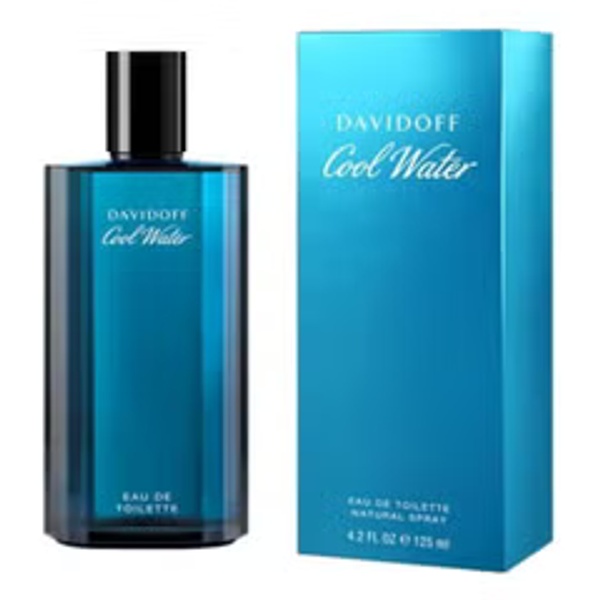 DAVIDOFF
Cool Water
EAU DE
TOILETTE
DAVIDOFF
Cool Water
EAU DE TOILETTE
NATURAL SPRAY
4.2 FL. OZ ℮ 125 ml